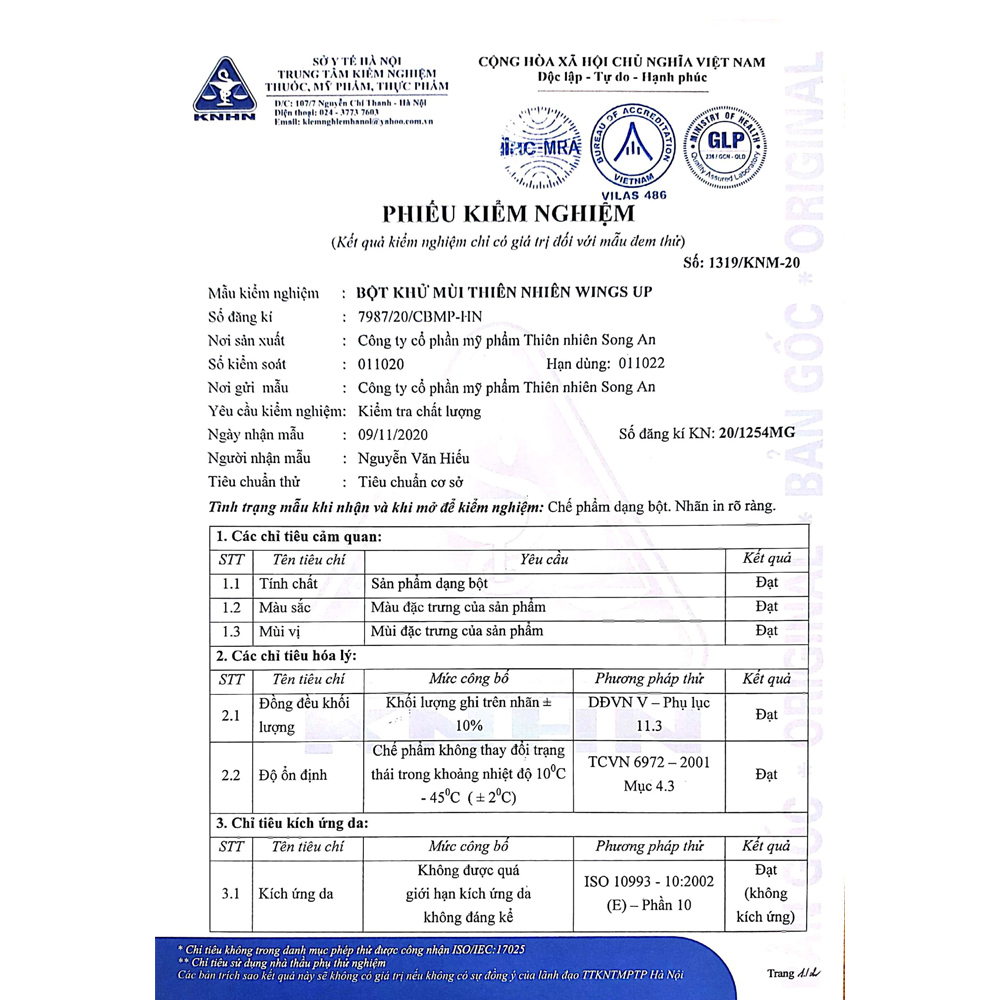 SỞ Y TẾ HÀ NỘI
TRUNG TÂM KIỂM NGHIỆM
THUỐC, MỸ PHẨM, THỰC PHẨM
Đ/C: 107/7 Nguyễn Chí Thanh - Hà Nội
Điện thoại: 024 - 3773 7603
Email: kiemnghiemhanoi@yahoo.com.vn
KNHN
CỘNG HÒA XÃ HỘI CHỦ NGHĨA VIỆT NAM
Độc lập - Tự do - Hạnh phúc
ilac-MRA
BUREAU OF ACCREDITATION
VIETNAM
VILAS 486
MINISTRY OF HEALTH
GLP
Quality Assured Laboratory
PHIẾU KIỂM NGHIỆM
(Kết quả kiểm nghiệm chỉ có giá trị đối với mẫu đem thử)
Số: 1319/KNM-20
Mẫu kiểm nghiệm : BỘT KHỬ MÙI THIÊN NHIÊN WINGS UP
Số đăng kí : 7987/20/CBMP-HN
Nơi sản xuất : Công ty cổ phần mỹ phẩm Thiên nhiên Song An
Số kiểm soát : 011020 Hạn dùng: 011022
Nơi gửi mẫu : Công ty cổ phần mỹ phẩm Thiên nhiên Song An
Yêu cầu kiểm nghiệm: Kiểm tra chất lượng
Ngày nhận mẫu : 09/11/2020 Số đăng kí KN: 20/1254MG
Người nhận mẫu : Nguyễn Văn Hiếu
Tiêu chuẩn thử : Tiêu chuẩn cơ sở
Tình trạng mẫu khi nhận và khi mở để kiểm nghiệm: Chế phẩm dạng bột. Nhãn in rõ ràng.
1. Các chỉ tiêu cảm quan:
STT Tên tiêu chí Yêu cầu Kết quả
1.1 Tính chất Sản phẩm dạng bột Đạt
1.2 Màu sắc Màu đặc trưng của sản phẩm Đạt
1.3 Mùi vị Mùi đặc trưng của sản phẩm Đạt
2. Các chỉ tiêu hóa lý:
STT Tên tiêu chí Mức công bố Phương pháp thử Kết quả
2.1 Đồng đều khối lượng Khối lượng ghi trên nhãn ± 10% DĐVN V – Phụ lục 11.3 Đạt
2.2 Độ ổn định Chế phẩm không thay đổi trạng thái trong khoảng nhiệt độ 10⁰C - 45⁰C ( ± 2⁰C) TCVN 6972 – 2001 Mục 4.3 Đạt
3. Chỉ tiêu kích ứng da:
STT Tên tiêu chí Mức công bố Phương pháp thử Kết quả
3.1 Kích ứng da Không được quá giới hạn kích ứng da không đáng kể ISO 10993 - 10:2002 (E) – Phần 10 Đạt (không kích ứng)
* Chỉ tiêu không trong danh mục phép thử được công nhận ISO/IEC:17025
** Chỉ tiêu sử dụng nhà thầu phụ thử nghiệm
Các bản trích sao kết quả này sẽ không có giá trị nếu không có sự đồng ý của lãnh đạo TTKNTMPTP Hà Nội
Trang 1/2
BẢN GỐC * ORIGINAL
BẢN GỐC * ORIGINAL
KNHN